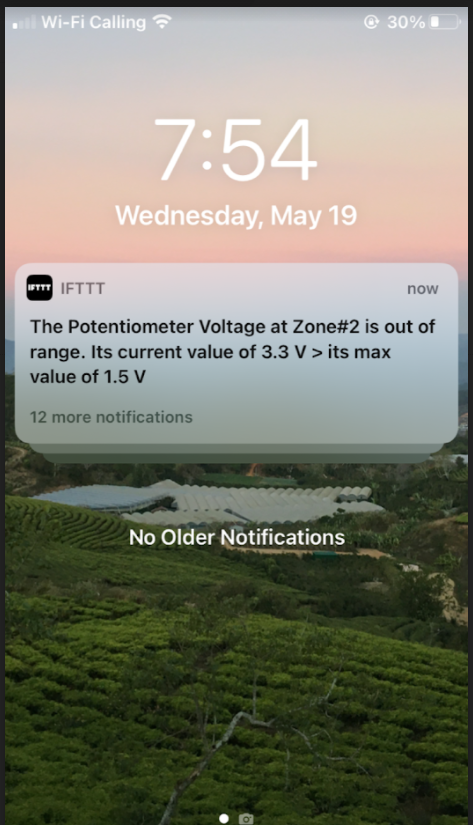 Wi-Fi Calling 30%
7:54
Wednesday, May 19
IFTTT IFTTT now
The Potentiometer Voltage at Zone#2 is out of
range. Its current value of 3.3 V > its max
value of 1.5 V
12 more notifications
No Older Notifications